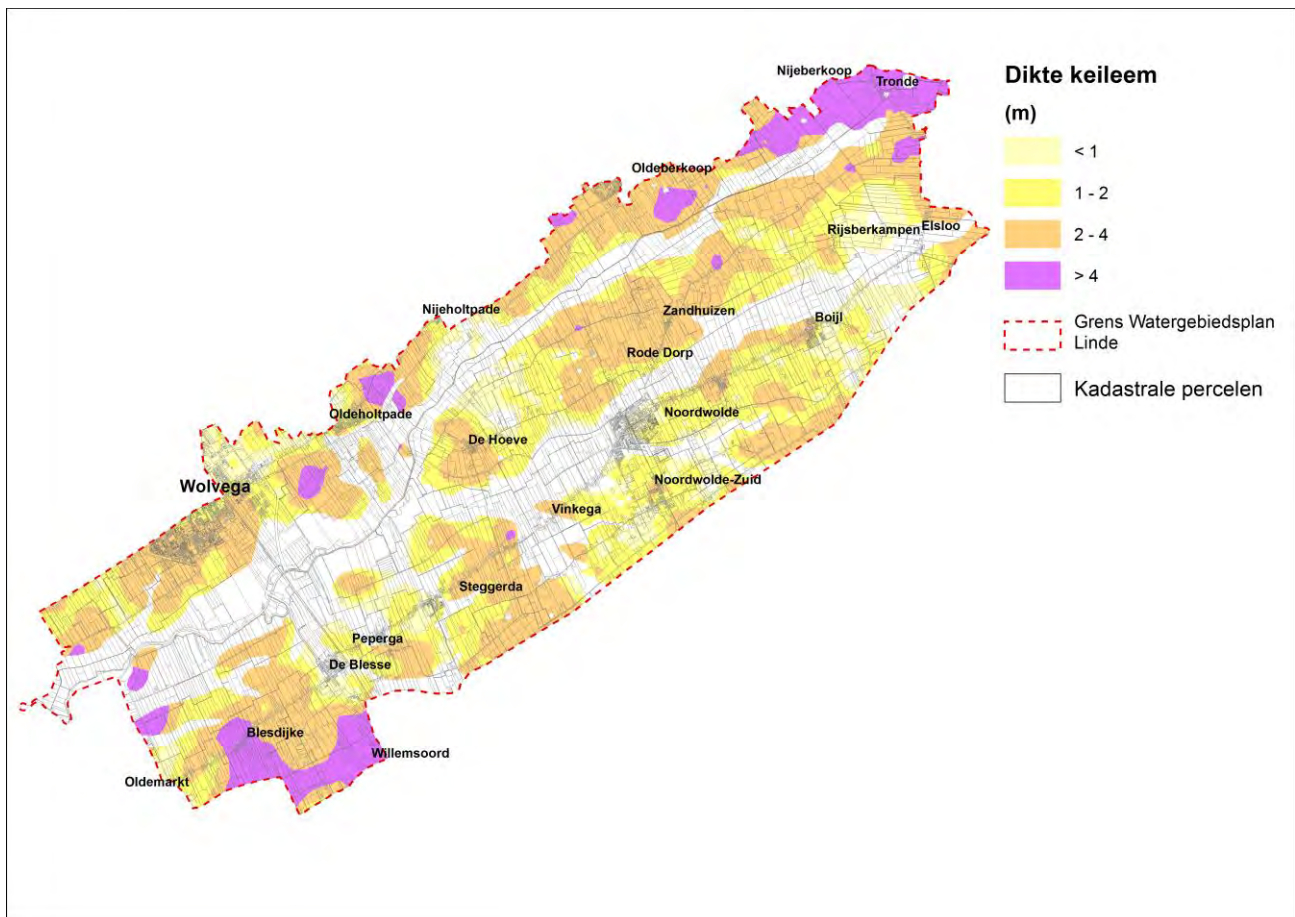 Dikte keileem
(m)
< 1
1 - 2
2 - 4
> 4
Grens Watergebiedsplan
Linde
Kadastrale percelen
Nijeberkoop
Tronde
Oldeberkoop
Rijsberkampen
Elsloo
Nijeholtpade
Zandhuizen
Boijl
Rode Dorp
Oldeholtpade
Noordwolde
De Hoeve
Wolvega
Noordwolde-Zuid
Vinkega
Steggerda
Peperga
De Blesse
Blesdijke
Willemsoord
Oldemarkt